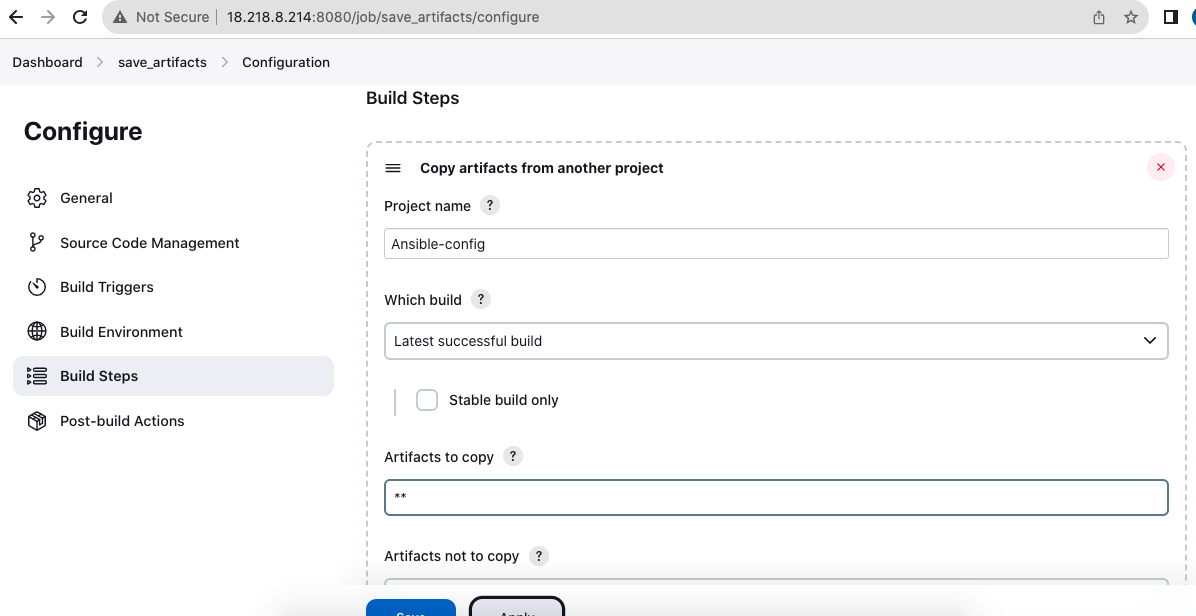 Not Secure 18.218.8.214:8080/job/save_artifacts/configure
Dashboard save_artifacts Configuration
Configure
General
Source Code Management
Build Triggers
Build Environment
Build Steps
Post-build Actions
Build Steps
Copy artifacts from another project
Project name ?
Ansible-config
Which build ?
Latest successful build
Stable build only
Artifacts to copy ?
**
Artifacts not to copy ?
Save Apply